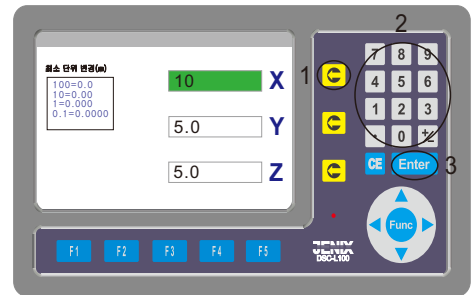 최소 단위 변경(㎛)
100=0.0
10=0.00
1=0.000
0.1=0.0000
10 X
5.0 Y
5.0 Z
1
2
7 8 9
4 5 6
1 2 3
· 0 +/-
CE Enter 3
Func
F1 F2 F3 F4 F5
JENIX
DSC-L100